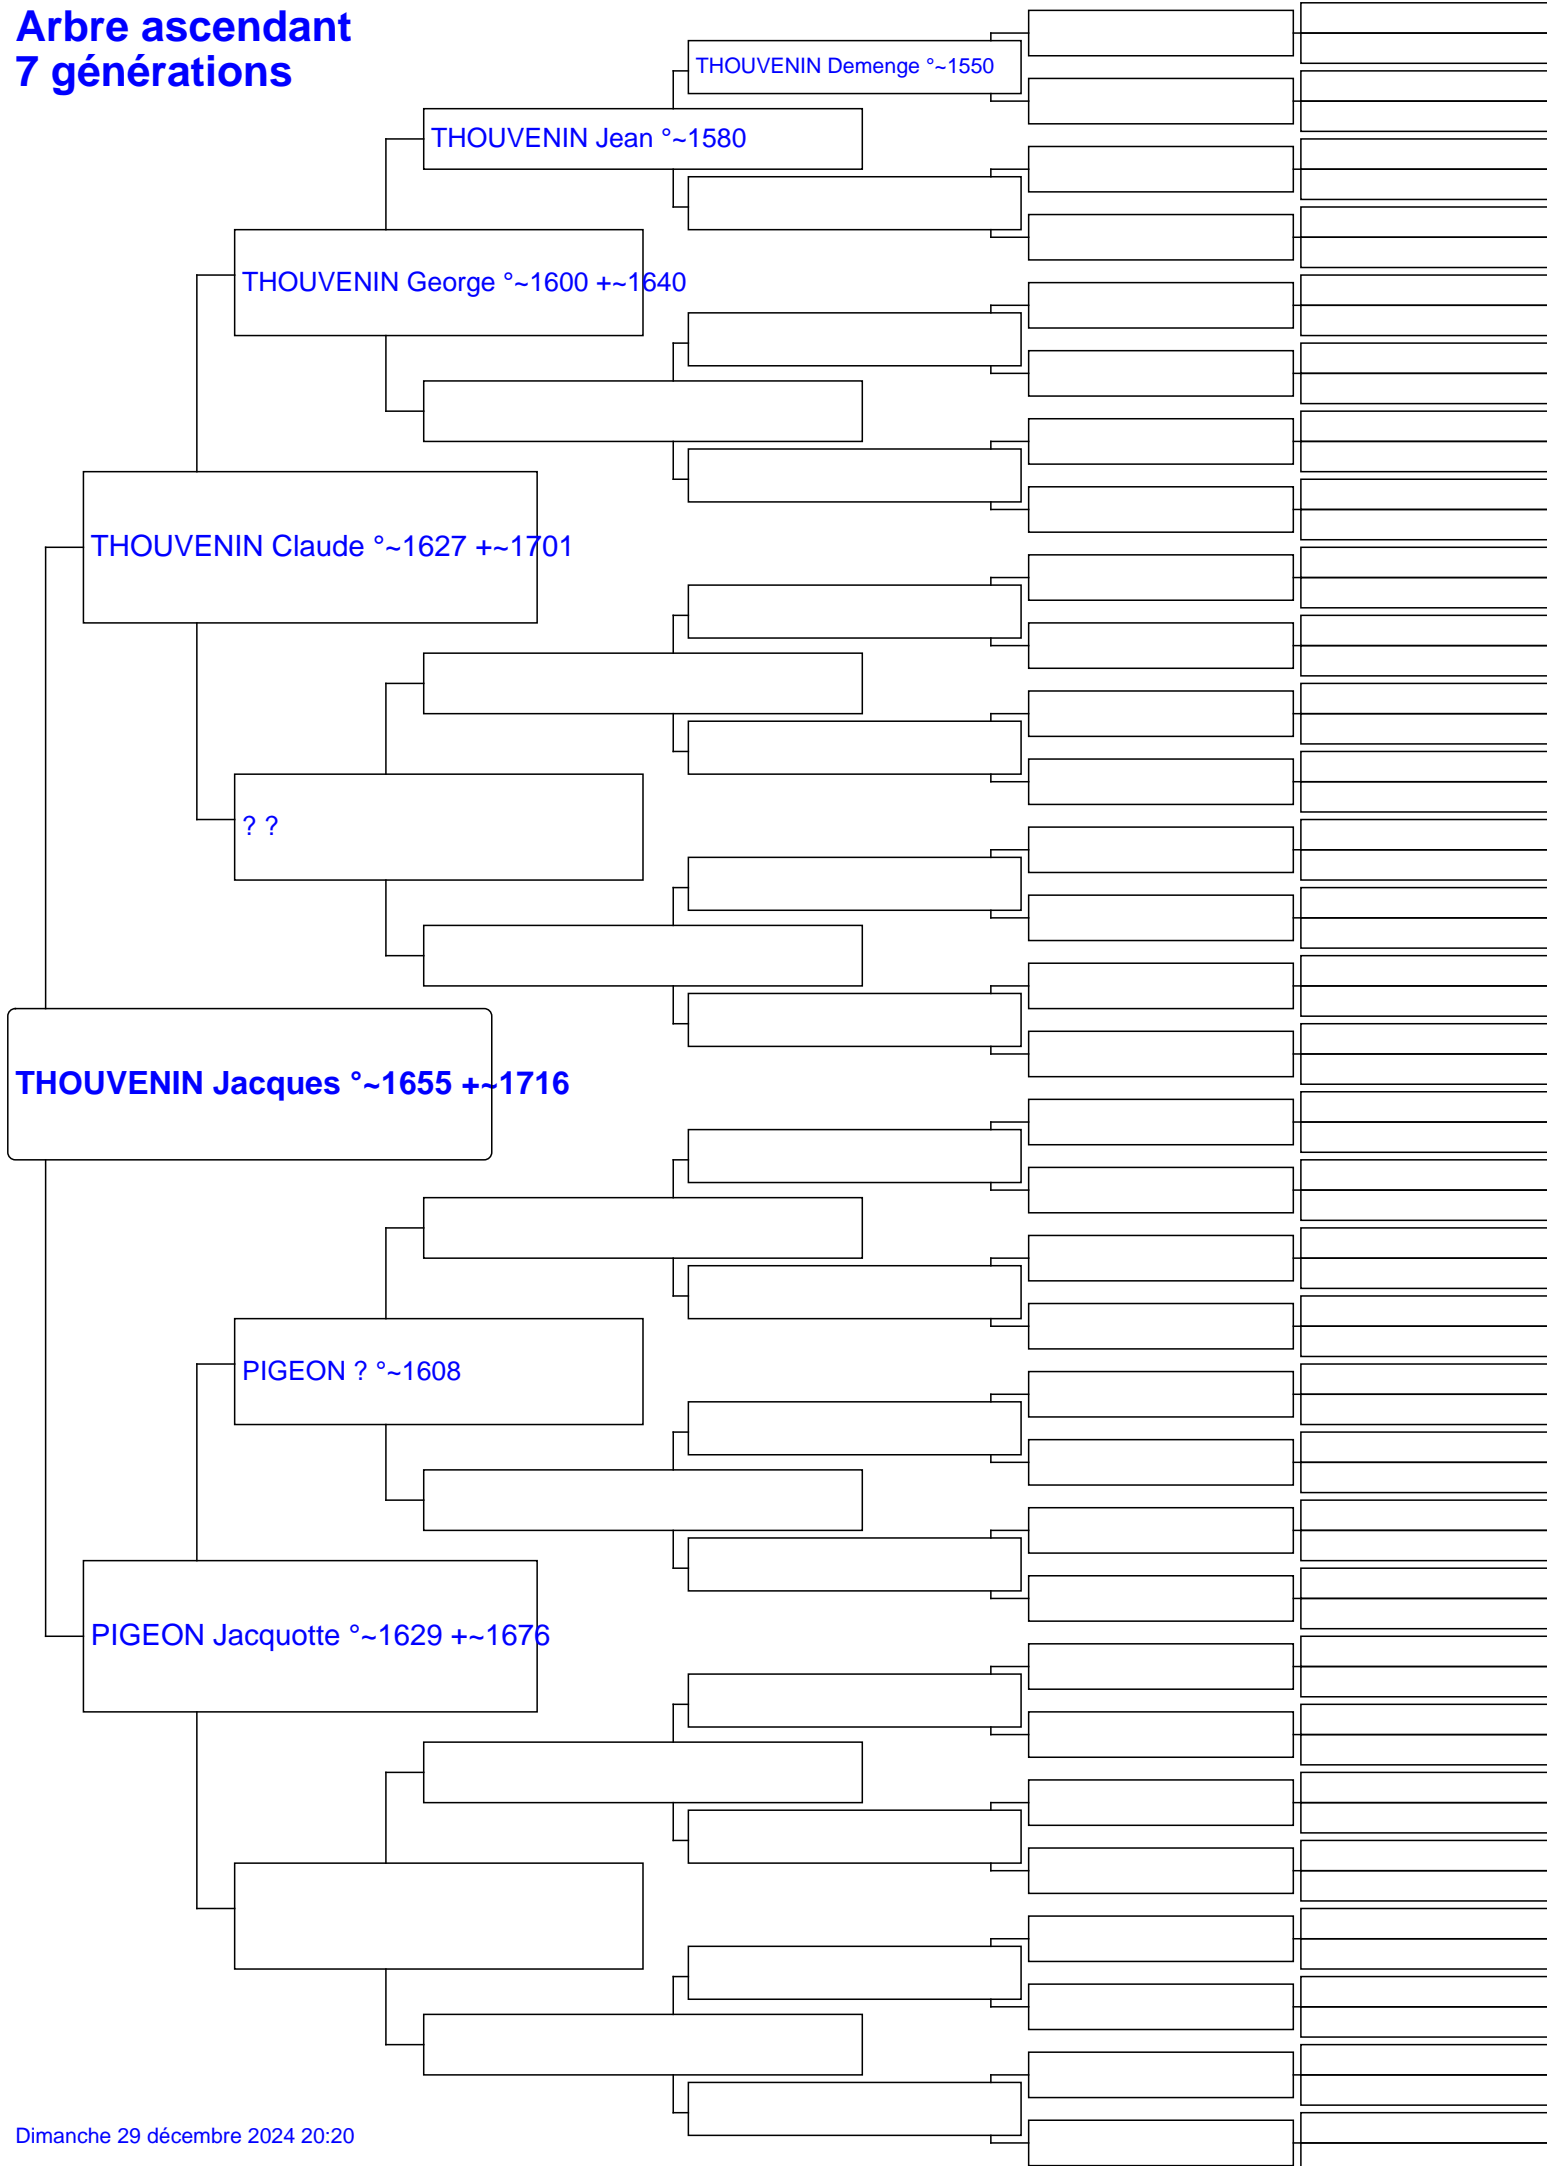 Arbre ascendant
7 générations
THOUVENIN Demenge °~1550
THOUVENIN Jean °~1580
THOUVENIN George °~1600 +~1640
THOUVENIN Claude °~1627 +~1701
? ?
THOUVENIN Jacques °~1655 +~1716
PIGEON ? °~1608
PIGEON Jacquotte °~1629 +~1676
Dimanche 29 décembre 2024 20:20